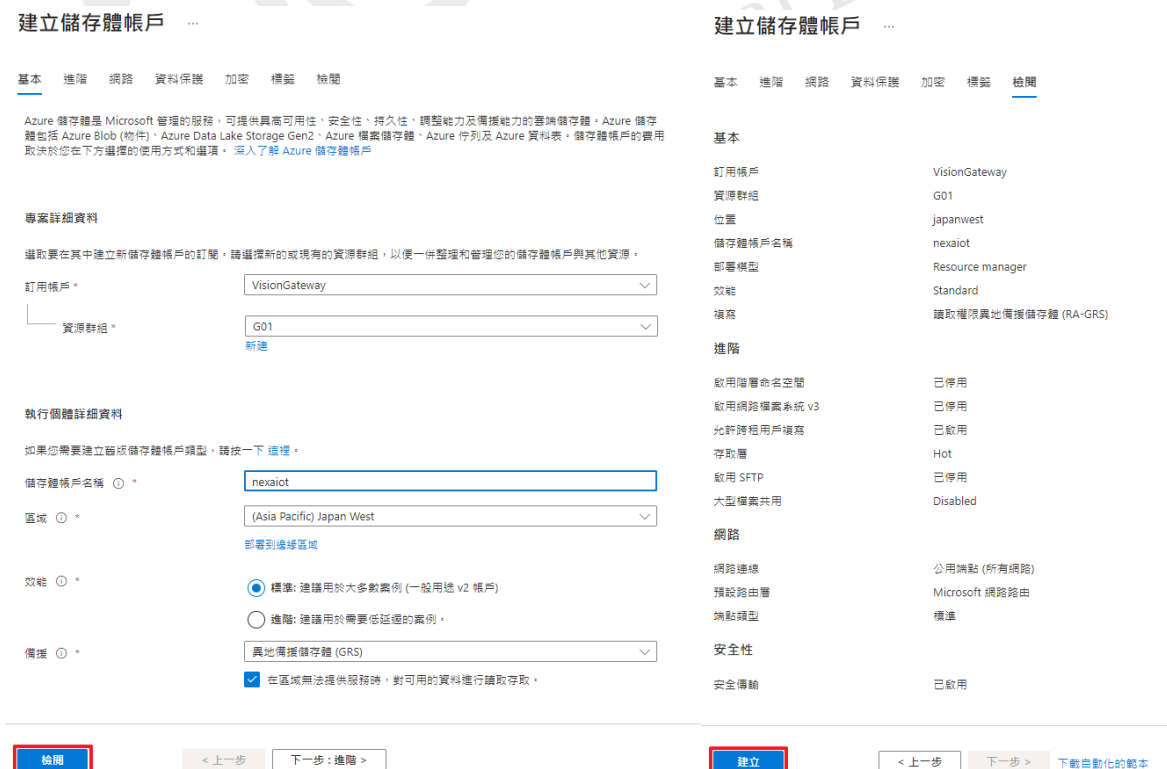 建立儲存體帳戶 ...
基本 進階 網路 資料保護 加密 標籤 檢閱
Azure 儲存體是 Microsoft 管理的服務，可提供具高可用性、安全性、持久性、調整能力及備援能力的雲端儲存體。Azure 儲存
體包括 Azure Blob (物件)、Azure Data Lake Storage Gen2、Azure 檔案儲存體、Azure 佇列及 Azure 資料表。儲存體帳戶的費用
取決於您在下方選擇的使用方式和選項。 深入了解 Azure 儲存體帳戶
專案詳細資料
選取要在其中建立新儲存體帳戶的訂閱。請選擇新的或現有的資源群組，以便一併整理和管理您的儲存體帳戶與其他資源。
訂用帳戶 * VisionGateway
資源群組 * G01
新建
執行個體詳細資料
如果您需要建立舊版儲存體帳戶類型，請按一下 這裡。
儲存體帳戶名稱 * nexaiot
區域 * (Asia Pacific) Japan West
部署到邊緣區域
效能 * 標準: 建議用於大多數案例 (一般用途 v2 帳戶)
進階: 建議用於需要低延遲的案例。
備援 * 異地備援儲存體 (GRS)
在區域無法提供服務時，對可用的資料進行讀取存取。
檢閱 < 上一步 下一步 : 進階 >
建立儲存體帳戶 ...
基本 進階 網路 資料保護 加密 標籤 檢閱
基本
訂用帳戶 VisionGateway
資源群組 G01
位置 japanwest
儲存體帳戶名稱 nexaiot
部署模型 Resource manager
效能 Standard
複寫 讀取權限異地備援儲存體 (RA-GRS)
進階
啟用階層命名空間 已停用
啟用網路檔案系統 v3 已停用
允許跨租用戶複寫 已啟用
存取層 Hot
啟用 SFTP 已停用
大型檔案共用 Disabled
網路
網路連線 公用端點 (所有網路)
預設路由層 Microsoft 網路路由
端點類型 標準
安全性
安全傳輸 已啟用
建立 < 上一步 下一步 > 下載自動化的範本